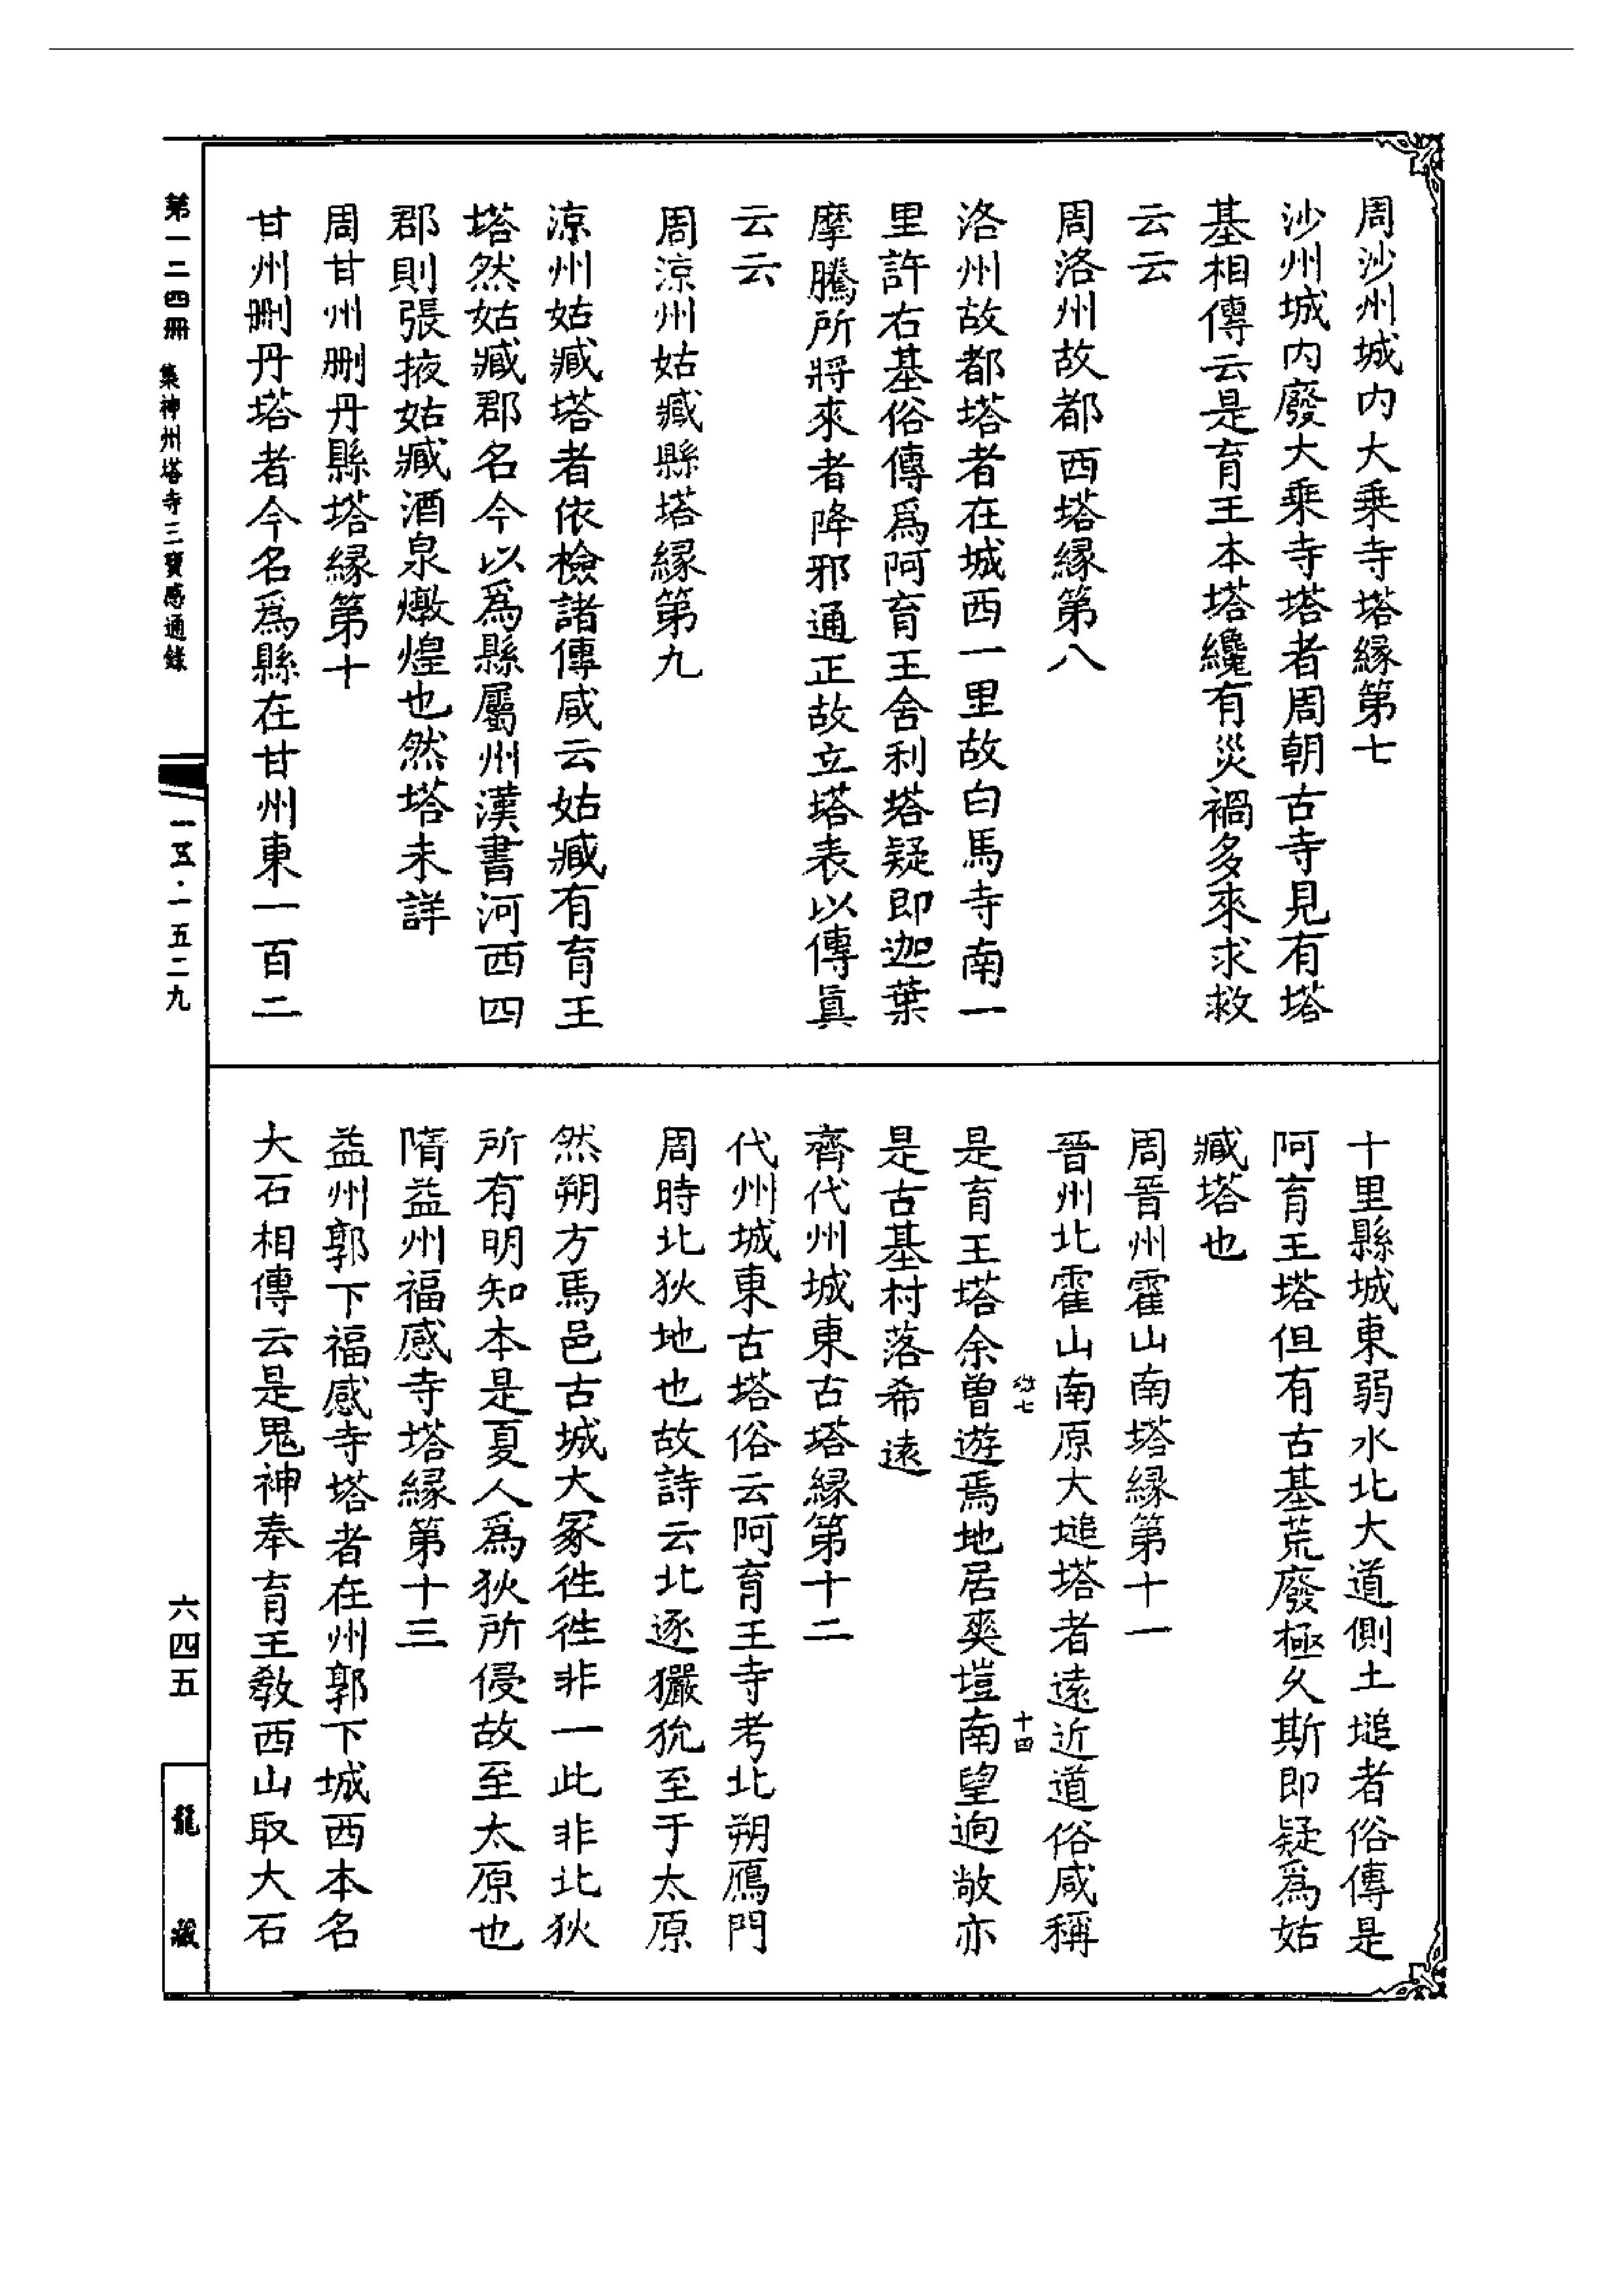 周沙州城内大乗寺塔緣第七
沙州城内廢大乗寺塔者周朝古寺見有塔
基相傳云是育王本塔纔有災禍多來求救
云云
周洛州故都西塔緣第八
洛州故都塔者在城西一里故白馬寺南一
里許右基俗傳爲阿育王舍利塔疑即迦葉
摩騰所將來者降邪通正故立塔表以傳眞
云云
周涼州姑臧縣塔緣第九
涼州姑臧塔者依檢諸傳咸云姑臧有育王
塔然姑臧郡名今以爲縣屬州漢書河西四
郡則張掖姑臧酒泉燉煌也然塔未詳
周甘州删丹縣塔緣第十
甘州删丹塔者今名爲縣在甘州東一百二
十里縣城東弱水北大道側土塠者俗傳是
阿育王塔但有古基荒廢極久斯即疑爲姑
臧塔也
周晉州霍山南塔緣第十一
晉州北霍山南原大塠塔者遠近道俗咸稱
是育王塔余曾遊焉地居爽塏南望逈敞亦
七
十四
是古基村落希遠
齊代州城東古塔緣第十二
代州城東古塔俗云阿育王寺考北朔鴈門
周時北狄地也故詩云北逐玁狁至于太原
然朔方馬邑古城大冢徃徃非一此非北狄
所有明知本是夏人爲狄所侵故至太原也
隋益州福感寺塔緣第十三
益州郭下福感寺塔者在州郭下城西本名
大石相傳云是鬼神奉育王教西山取大石
第一二四冊 集神州塔寺三寶感通錄
一五·一五二九
六四五
龍藏